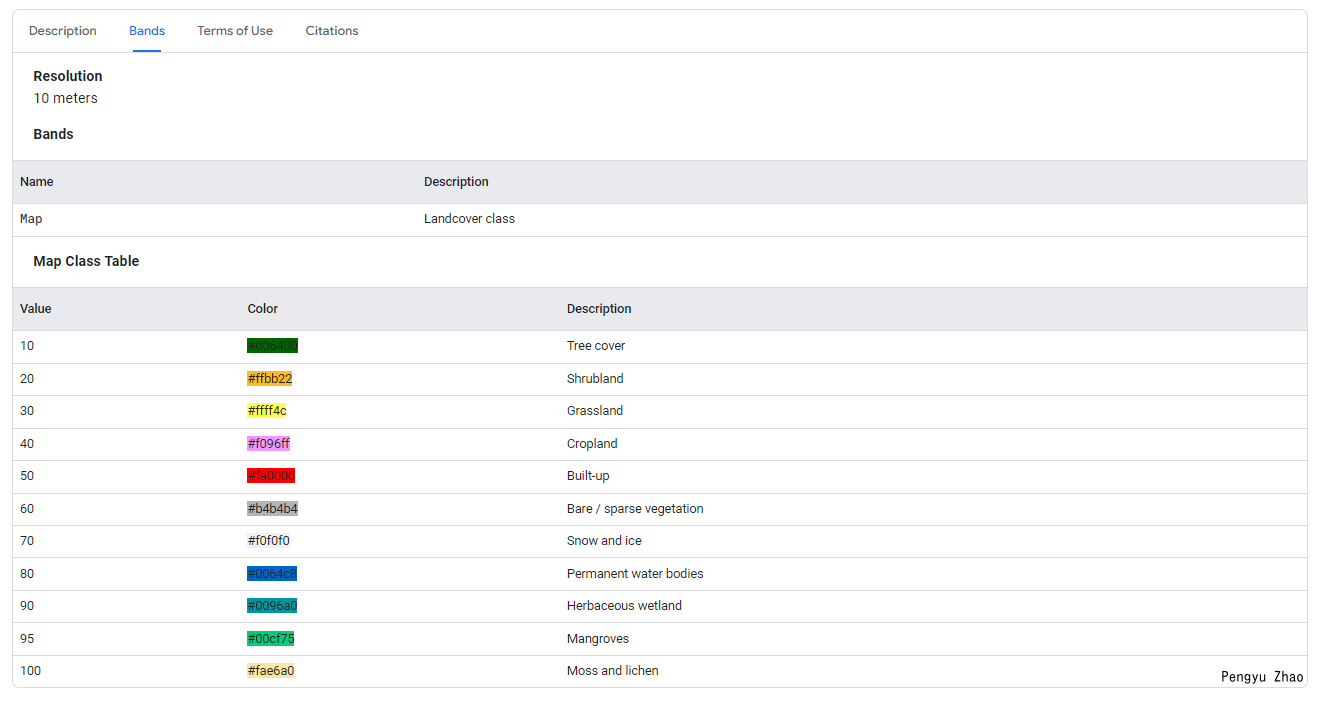 Description Bands Terms of Use Citations
Resolution
10 meters
Bands
Name Description
Map Landcover class
Map Class Table
Value Color Description
10 #006400 Tree cover
20 #ffbb22 Shrubland
30 #ffff4c Grassland
40 #f096ff Cropland
50 #fa0000 Built-up
60 #b4b4b4 Bare / sparse vegetation
70 #f0f0f0 Snow and ice
80 #0064c8 Permanent water bodies
90 #0096a0 Herbaceous wetland
95 #00cf75 Mangroves
100 #fae6a0 Moss and lichen
Pengyu Zhao